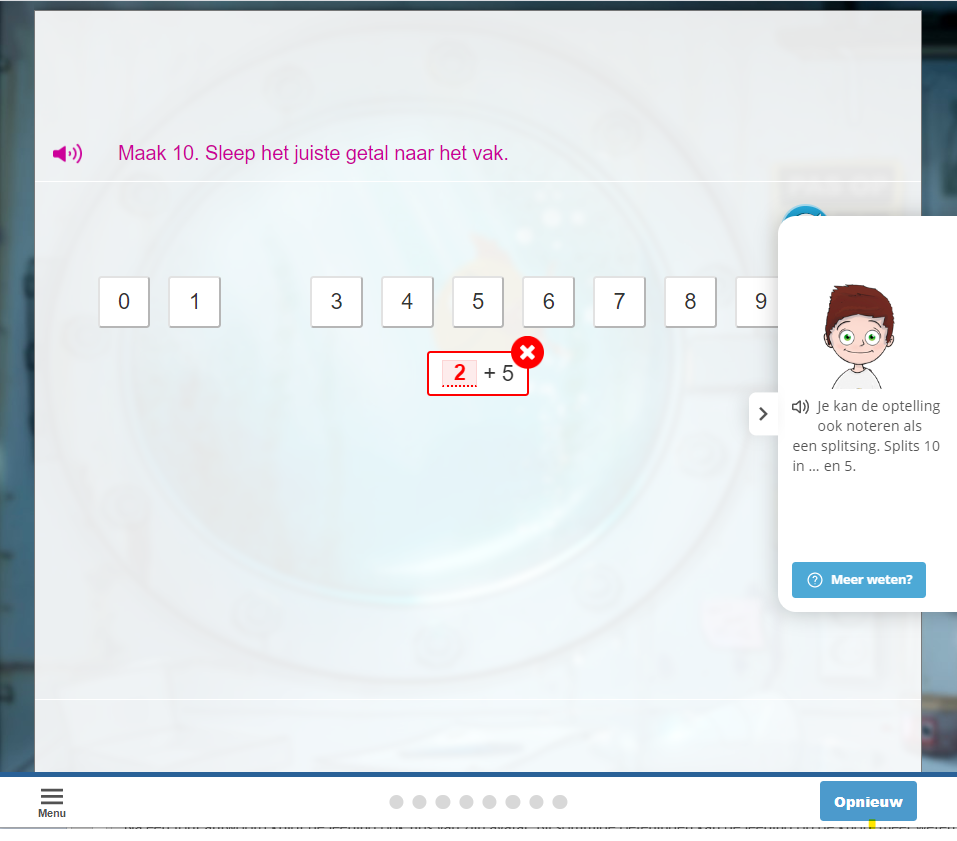 Maak 10. Sleep het juiste getal naar het vak.
0 1 3 4 5 6 7 8 9
2 + 5
Je kan de optelling
ook noteren als
een splitsing. Splits 10
in ... en 5.
Meer weten?
Menu
Opnieuw